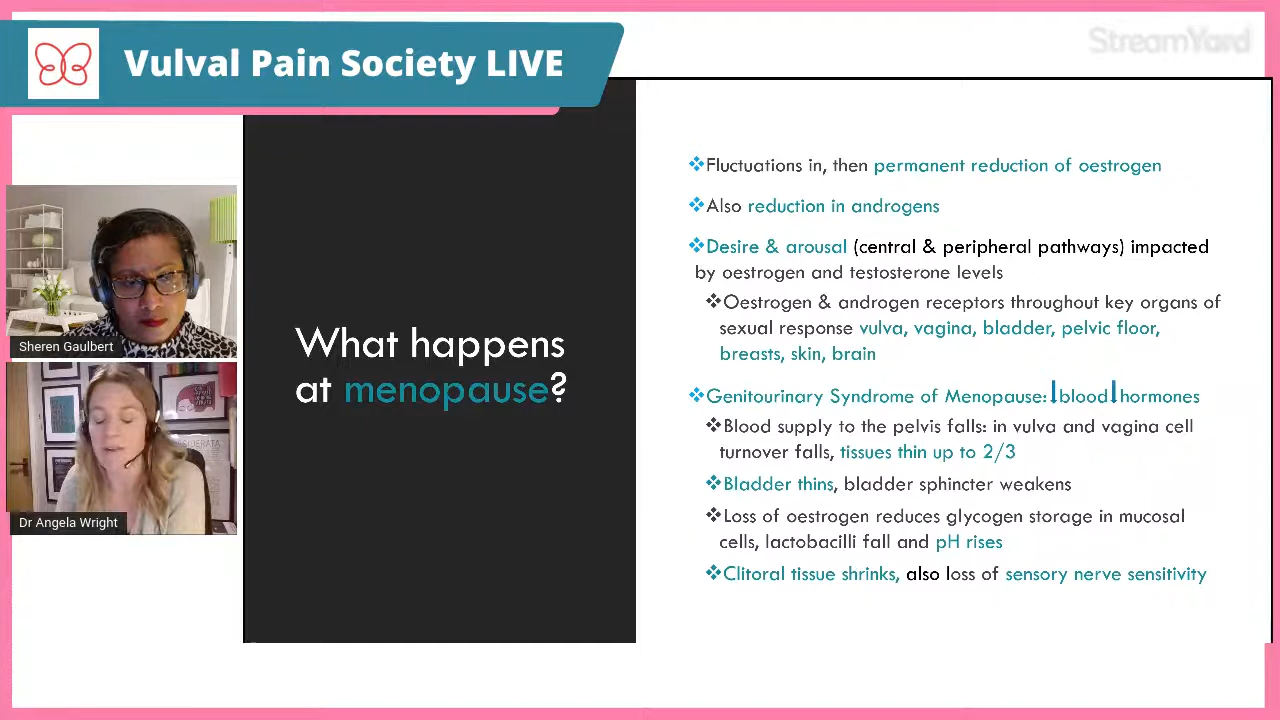 Vulval Pain Society LIVE
StreamYard
Sheren Gaulbert
Dr Angela Wright
What happens
at menopause?
Fluctuations in, then permanent reduction of oestrogen
Also reduction in androgens
Desire & arousal (central & peripheral pathways) impacted
by oestrogen and testosterone levels
Oestrogen & androgen receptors throughout key organs of
sexual response vulva, vagina, bladder, pelvic floor,
breasts, skin, brain
Genitourinary Syndrome of Menopause: ↓blood↓hormones
Blood supply to the pelvis falls: in vulva and vagina cell
turnover falls, tissues thin up to 2/3
Bladder thins, bladder sphincter weakens
Loss of oestrogen reduces glycogen storage in mucosal
cells, lactobacilli fall and pH rises
Clitoral tissue shrinks, also loss of sensory nerve sensitivity